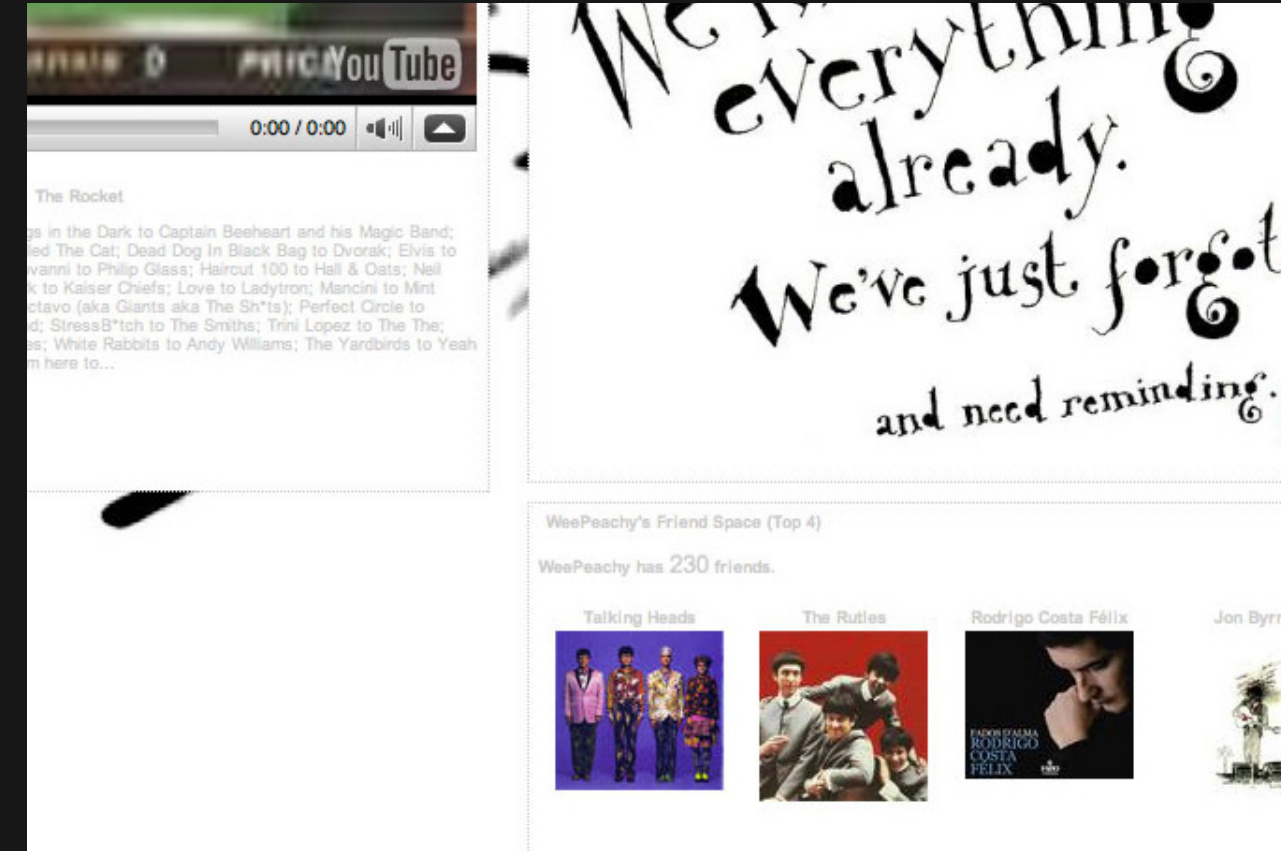 YouTube
0:00 / 0:00
The Rocket
gs in the Dark to Captain Beeheart and his Magic Band;
led The Cat; Dead Dog In Black Bag to Dvorak; Elvis to
vanni to Philip Glass; Haircut 100 to Hall & Oats; Neil
k to Kaiser Chiefs; Love to Ladytron; Mancini to Mint
ctavo (aka Giants aka The Sh*ts); Perfect Circle to
d; StressB*tch to The Smiths; Trini Lopez to The The;
es; White Rabbits to Andy Williams; The Yardbirds to Yeah
m here to...
everything
already.
We've just forgot
and need reminding.
WeePeachy's Friend Space (Top 4)
WeePeachy has 230 friends.
Talking Heads
The Rutles
Rodrigo Costa Félix
Jon Byrn
FADOS D'ALMA
RODRIGO
COSTA
FÉLIX